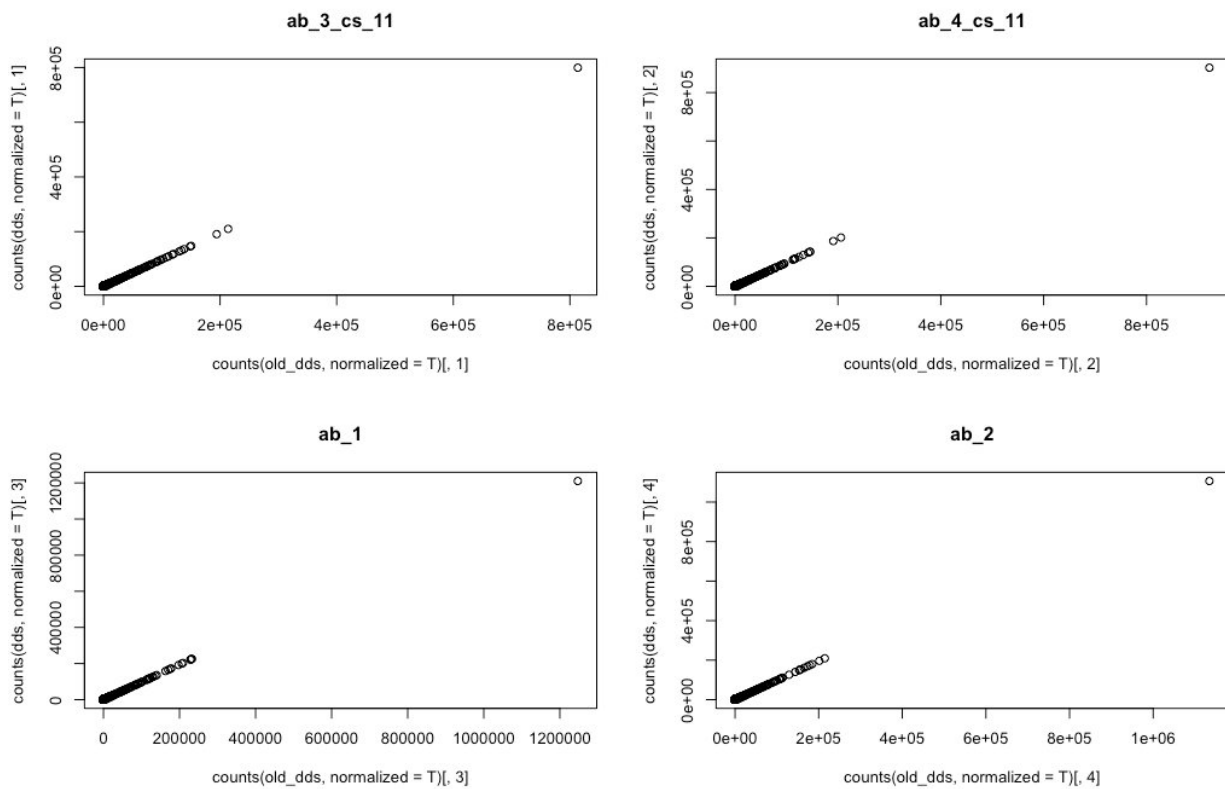 ab_3_cs_11
counts(dds, normalized = T)[, 1]
0e+00 4e+05 8e+05
0e+00 2e+05 4e+05 6e+05 8e+05
counts(old_dds, normalized = T)[, 1]
ab_4_cs_11
counts(dds, normalized = T)[, 2]
0e+00 4e+05 8e+05
0e+00 2e+05 4e+05 6e+05 8e+05
counts(old_dds, normalized = T)[, 2]
ab_1
counts(dds, normalized = T)[, 3]
0 400000 800000 1200000
0 200000 400000 600000 800000 1000000 1200000
counts(old_dds, normalized = T)[, 3]
ab_2
counts(dds, normalized = T)[, 4]
0e+00 4e+05 8e+05
0e+00 2e+05 4e+05 6e+05 8e+05 1e+06
counts(old_dds, normalized = T)[, 4]